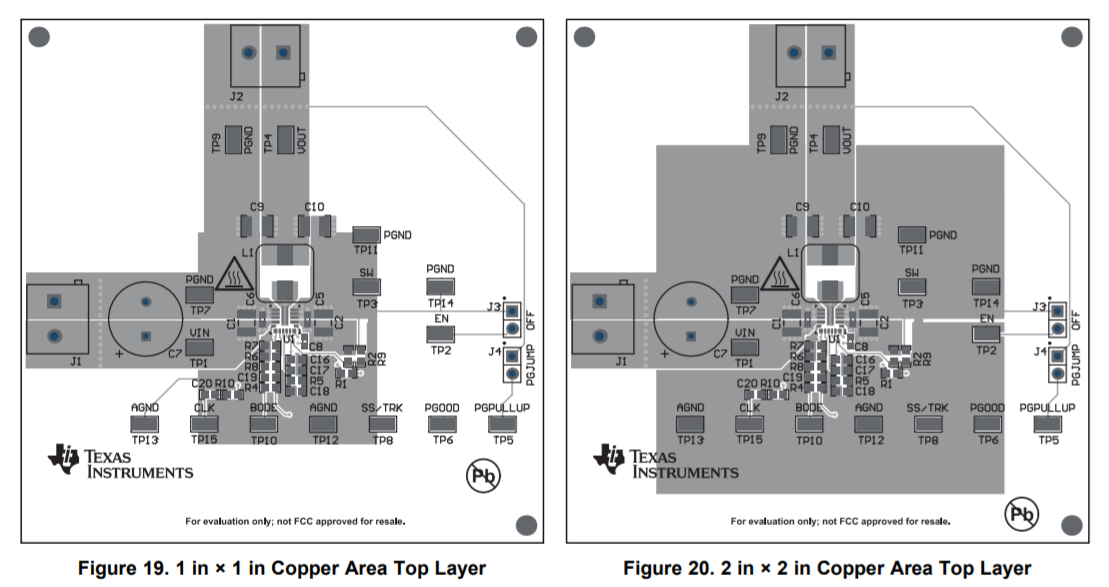 J2
TP9
PGND
TP4
VOUT
C9
C10
PGND
TP11
L1
PGND
TP7
SW
TP3
PGND
TP14
C6
C5
J3
OFF
C1
C2
EN
TP2
U1
J1
C7
VIN
TP1
R7
R6
R8
C19
R4
C8
C16
C17
R5
C18
R2
R9
R1
J4
PGJUMP
C20
R10
AGND
CLK
BODE
AGND
SS/TRK
PGOOD
PGPULLUP
TP13
TP15
TP10
TP12
TP8
TP6
TP5
TEXAS
INSTRUMENTS
Pb
For evaluation only; not FCC approved for resale.
Figure 19. 1 in × 1 in Copper Area Top Layer
J2
TP9
PGND
TP4
VOUT
C9
C10
PGND
TP11
L1
PGND
TP7
SW
TP3
PGND
TP14
C6
C5
J3
OFF
C1
C2
EN
TP2
U1
J1
C7
VIN
TP1
R7
R6
R8
C19
R4
C8
C16
C17
R5
C18
R2
R9
R1
J4
PGJUMP
C20
R10
AGND
CLK
BODE
AGND
SS/TRK
PGOOD
PGPULLUP
TP13
TP15
TP10
TP12
TP8
TP6
TP5
TEXAS
INSTRUMENTS
Pb
For evaluation only; not FCC approved for resale.
Figure 20. 2 in × 2 in Copper Area Top Layer